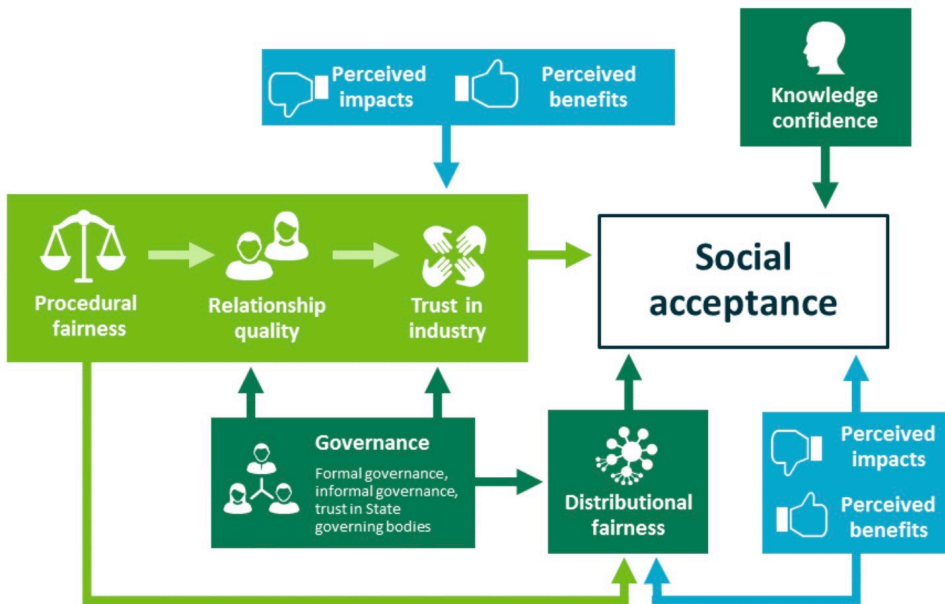 Perceived
impacts
Perceived
benefits
Knowledge
confidence
Procedural
fairness
Relationship
quality
Trust in
industry
Social
acceptance
Governance
Formal governance,
informal governance,
trust in State
governing bodies
Distributional
fairness
Perceived
impacts
Perceived
benefits